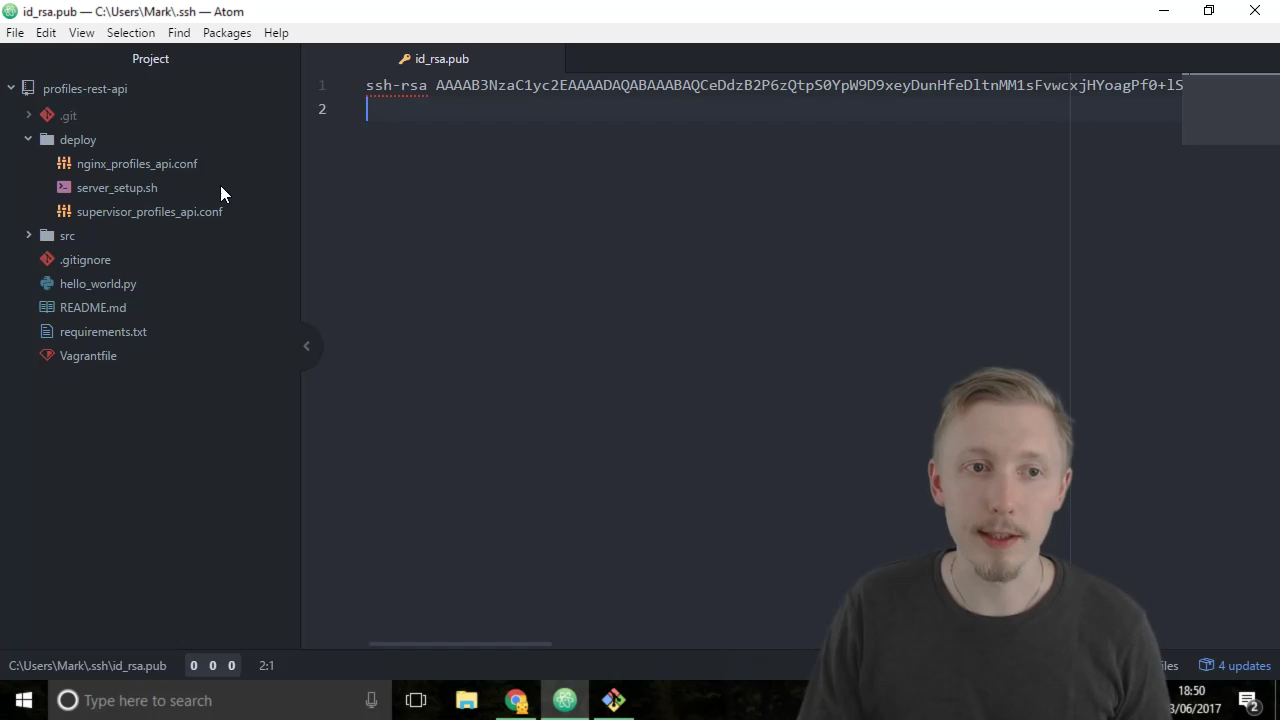 id_rsa.pub — C:\Users\Mark\.ssh — Atom
File Edit View Selection Find Packages Help
Project
id_rsa.pub
profiles-rest-api
.git
deploy
nginx_profiles_api.conf
server_setup.sh
supervisor_profiles_api.conf
src
.gitignore
hello_world.py
README.md
requirements.txt
Vagrantfile
1 ssh-rsa AAAAB3NzaC1yc2EAAAADAQABAAABAQCeDdzB2P6zQtpS0YpW9D9xeyDunHfeDltnMM1sFvwcxjHYoagPf0+lS
2
C:\Users\Mark\.ssh\id_rsa.pub 0 0 0 2:1
4 updates
Type here to search
18:50
3/06/2017
2